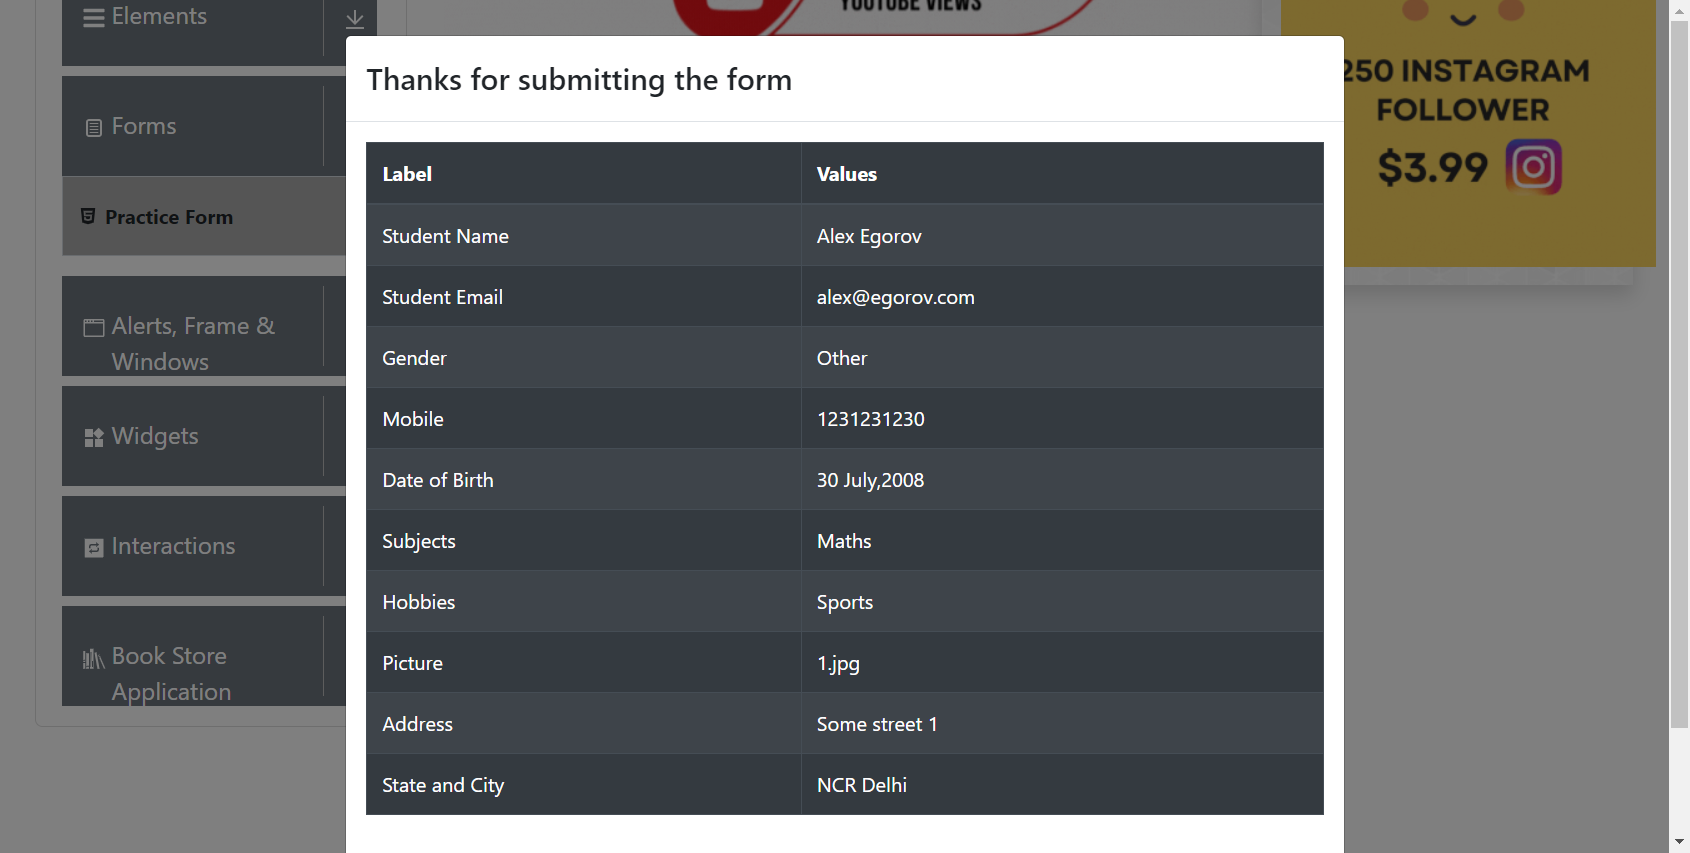 Elements
Forms
Practice Form
Alerts, Frame &
Windows
Widgets
Interactions
Book Store
Application
YOUTUBE VIEWS
Thanks for submitting the form
Label Values
Student Name Alex Egorov
Student Email alex@egorov.com
Gender Other
Mobile 1231231230
Date of Birth 30 July,2008
Subjects Maths
Hobbies Sports
Picture 1.jpg
Address Some street 1
State and City NCR Delhi
250 INSTAGRAM
FOLLOWER
$3.99